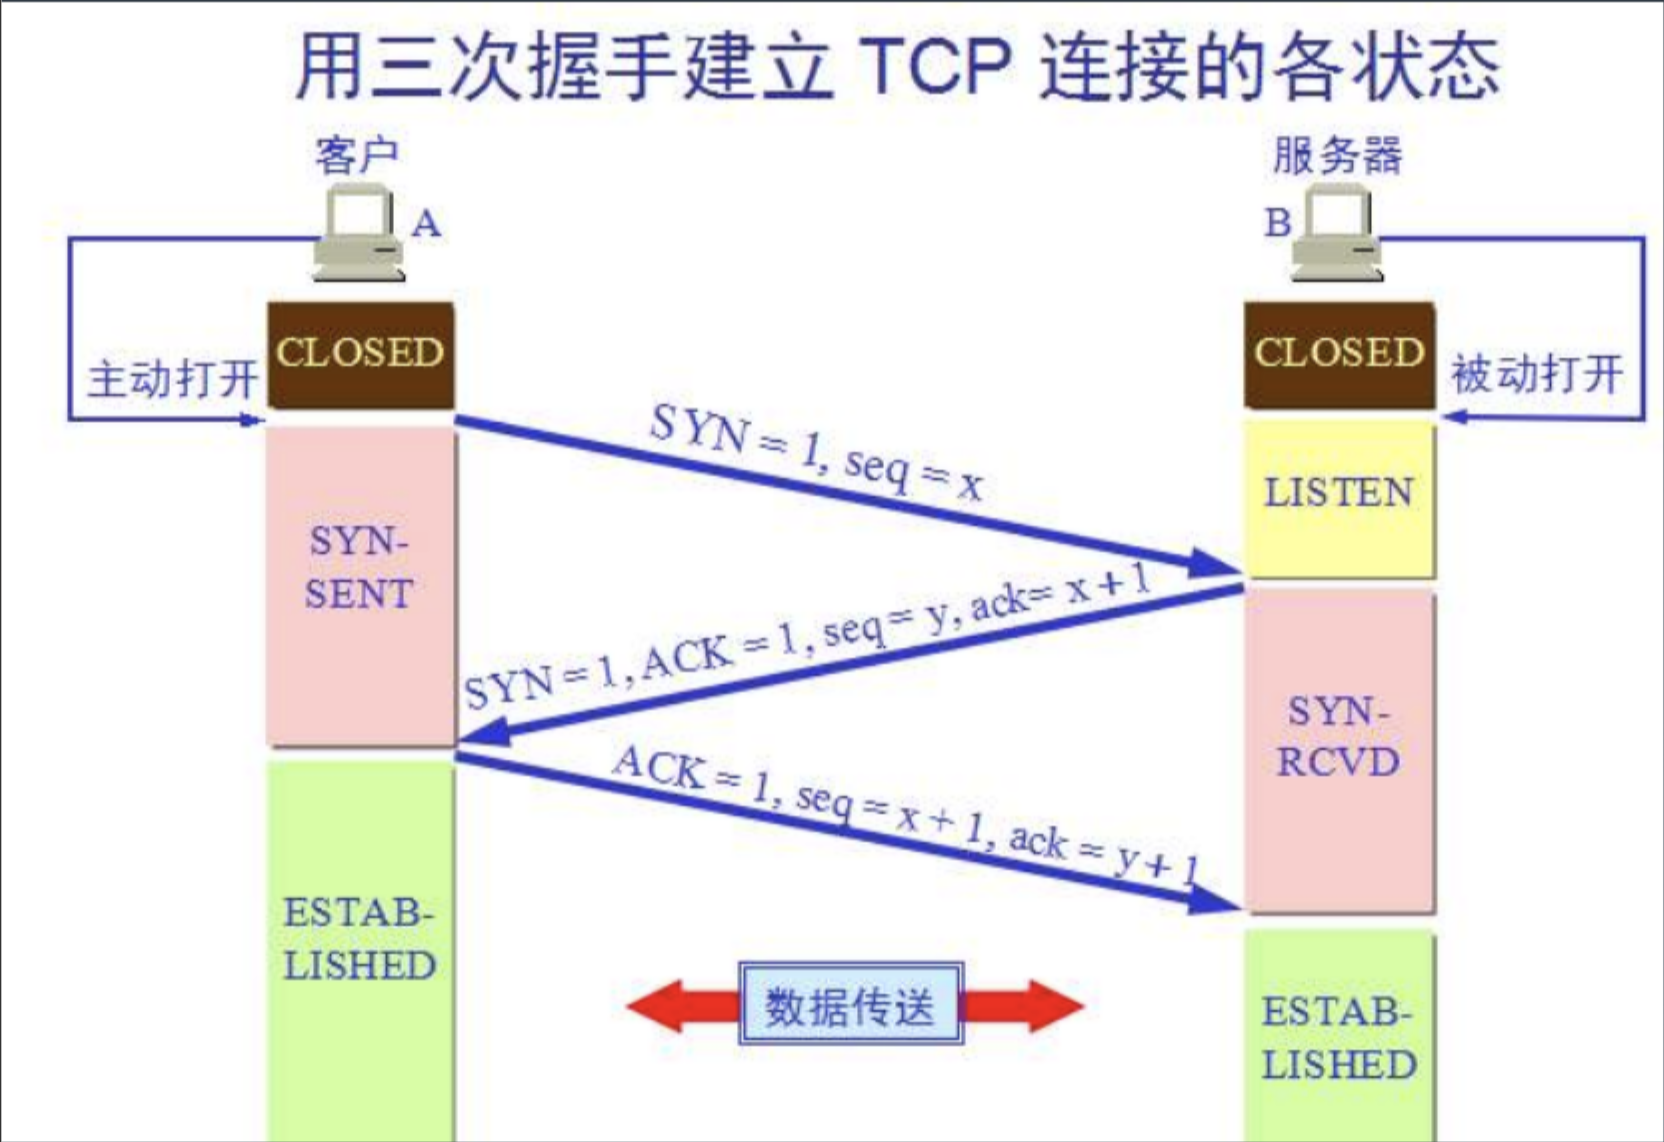 用三次握手建立 TCP 连接的各状态
客户
服务器
A
B
CLOSED
CLOSED
主动打开
被动打开
SYN = 1, seq = x
LISTEN
SYN-
SENT
SYN = 1, ACK = 1, seq = y, ack= x + 1
SYN-
RCVD
ACK = 1, seq = x + 1, ack = y + 1
ESTAB-
LISHED
数据传送
ESTAB-
LISHED